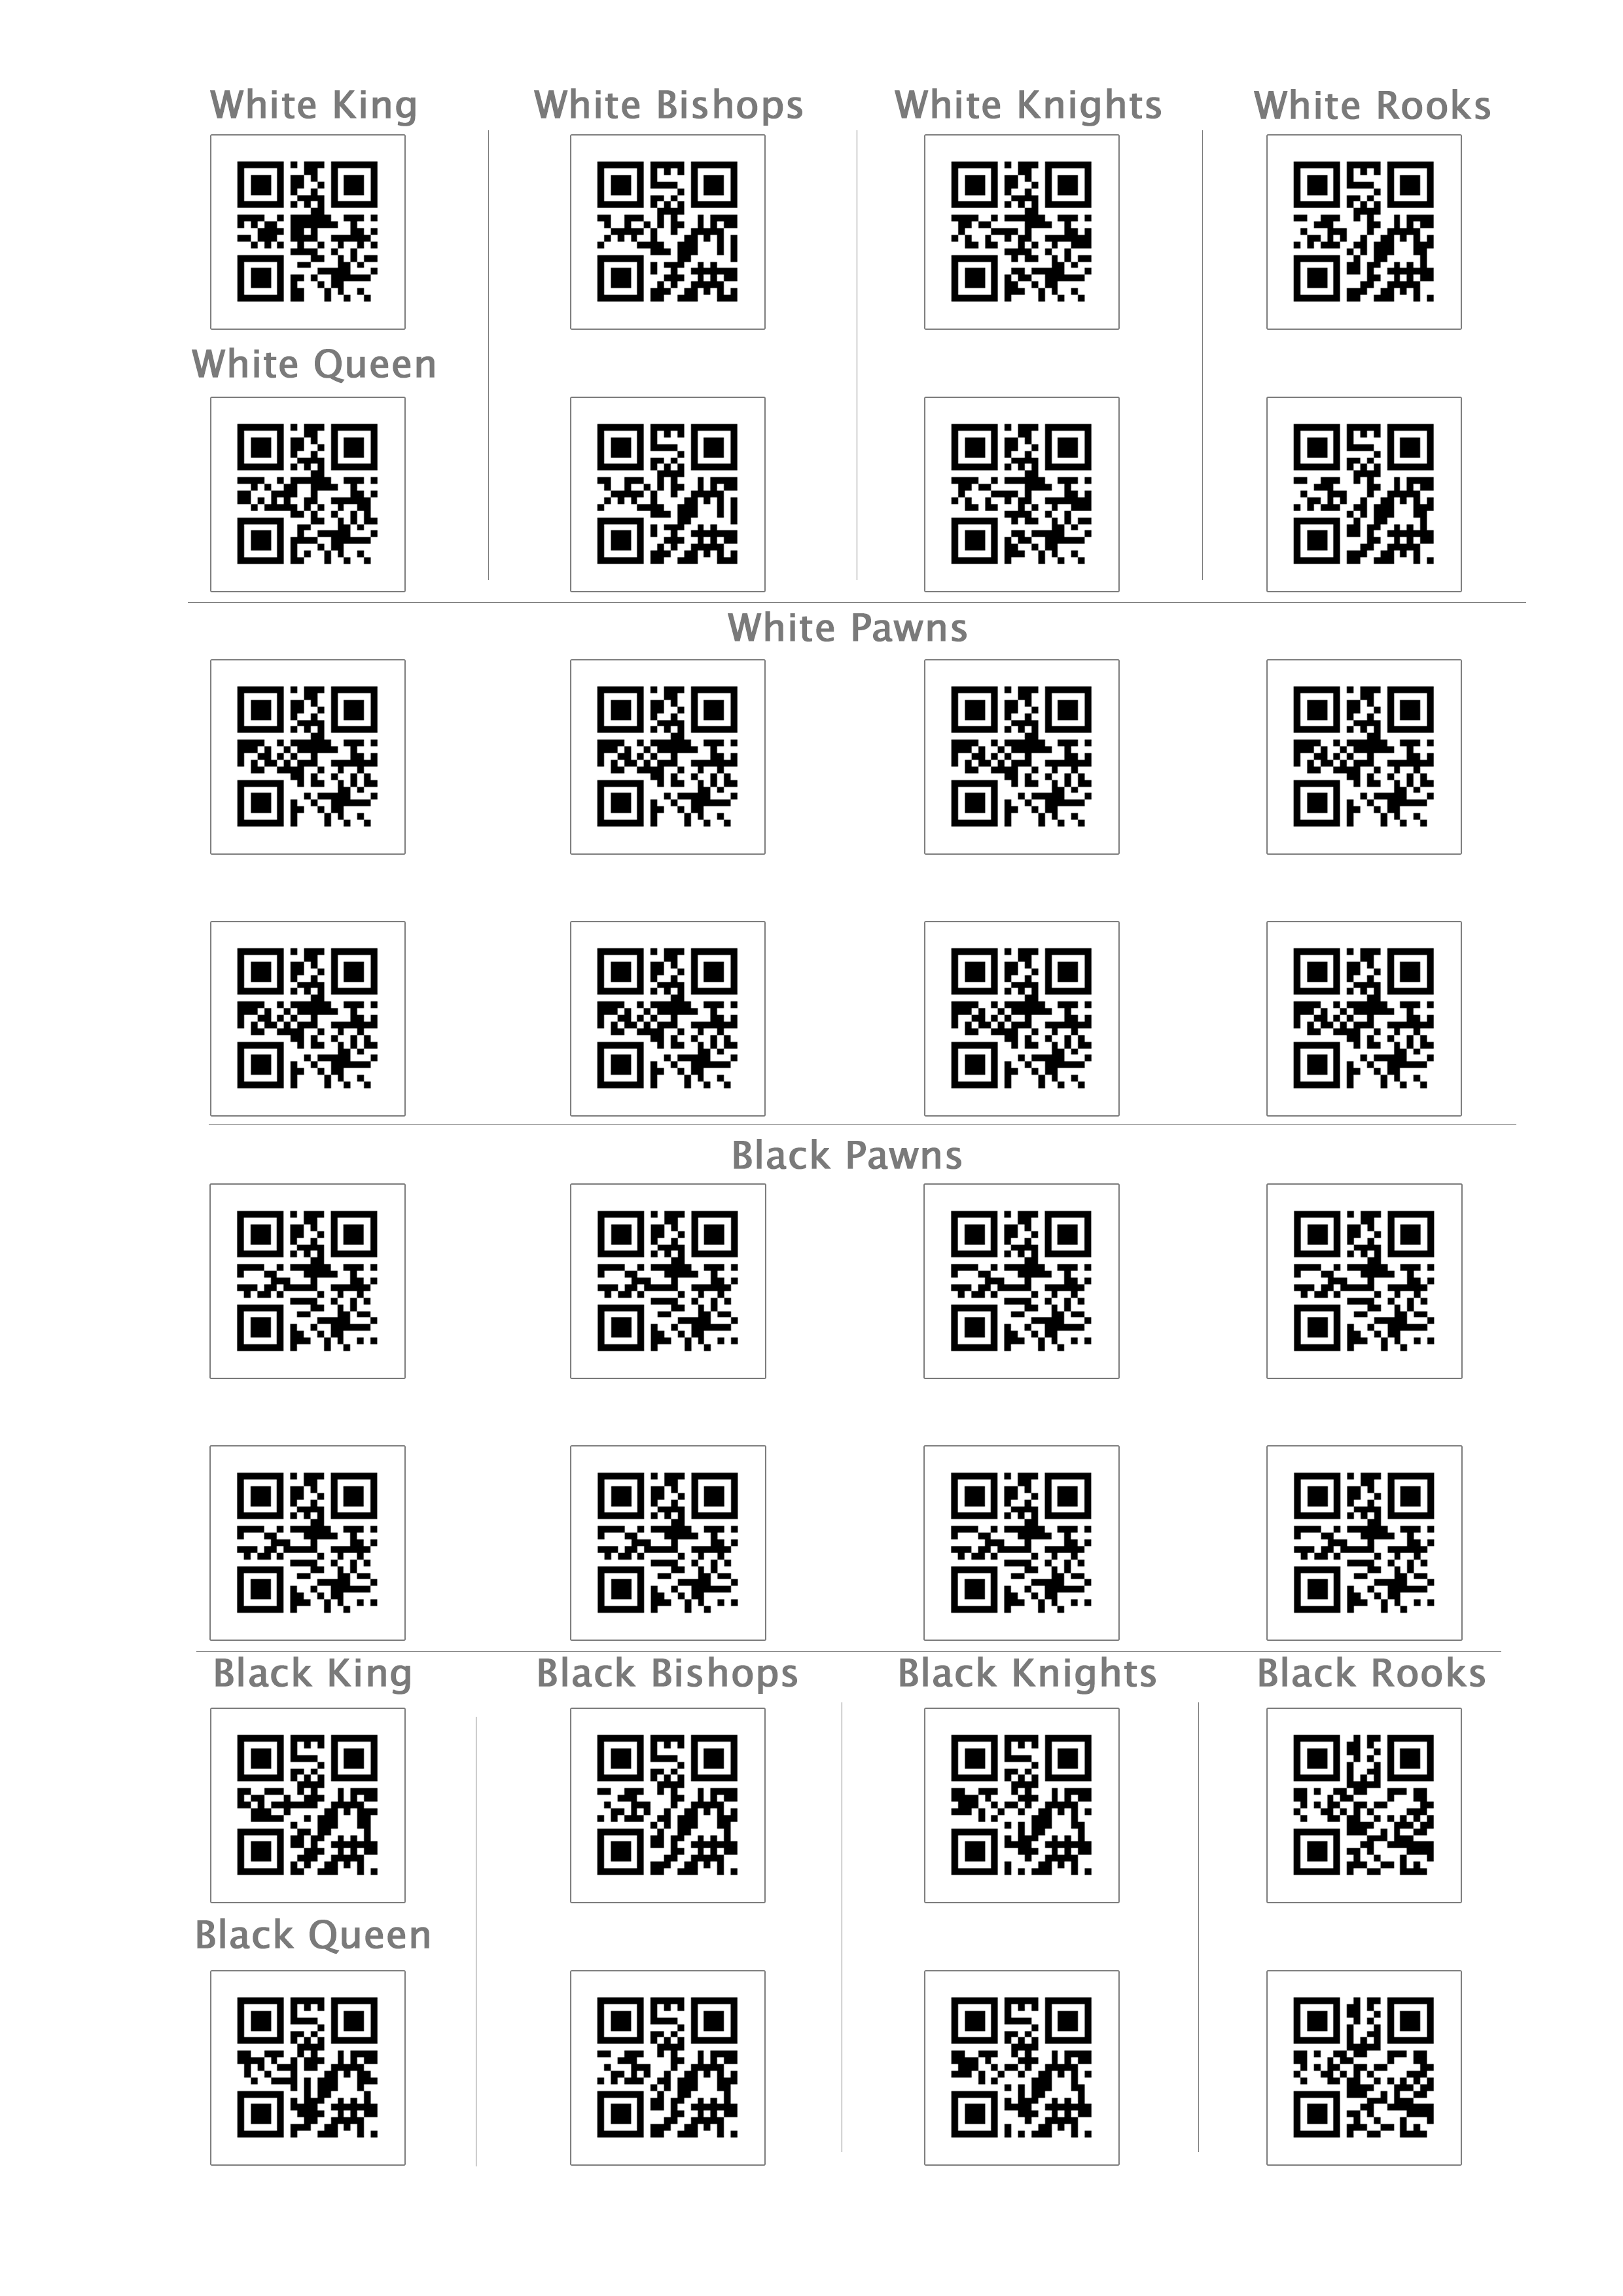 White King
White Bishops
White Knights
White Rooks
White Queen
White Pawns
Black Pawns
Black King
Black Bishops
Black Knights
Black Rooks
Black Queen